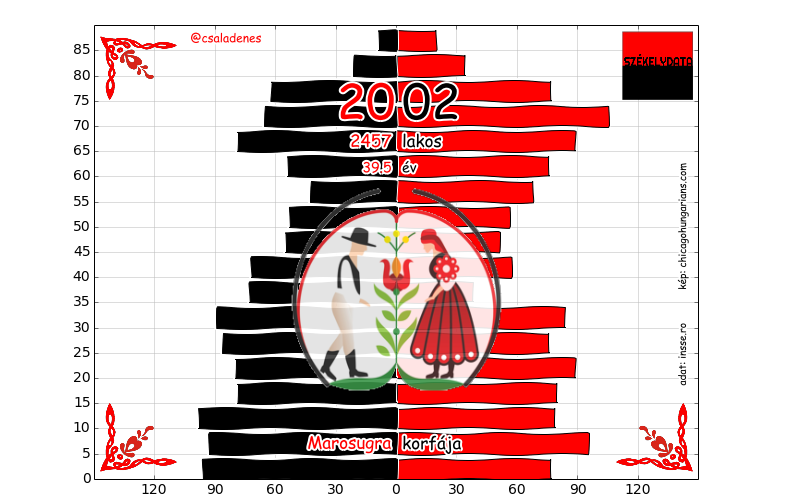 @csaladenes
SZÉKELYDATA
2002
2457 lakos
39.5 év
kép: chicagohungarians.com
adat: insse.ro
Marosugra korfája
85
80
75
70
65
60
55
50
45
40
35
30
25
20
15
10
5
0
120 90 60 30 0 30 60 90 120